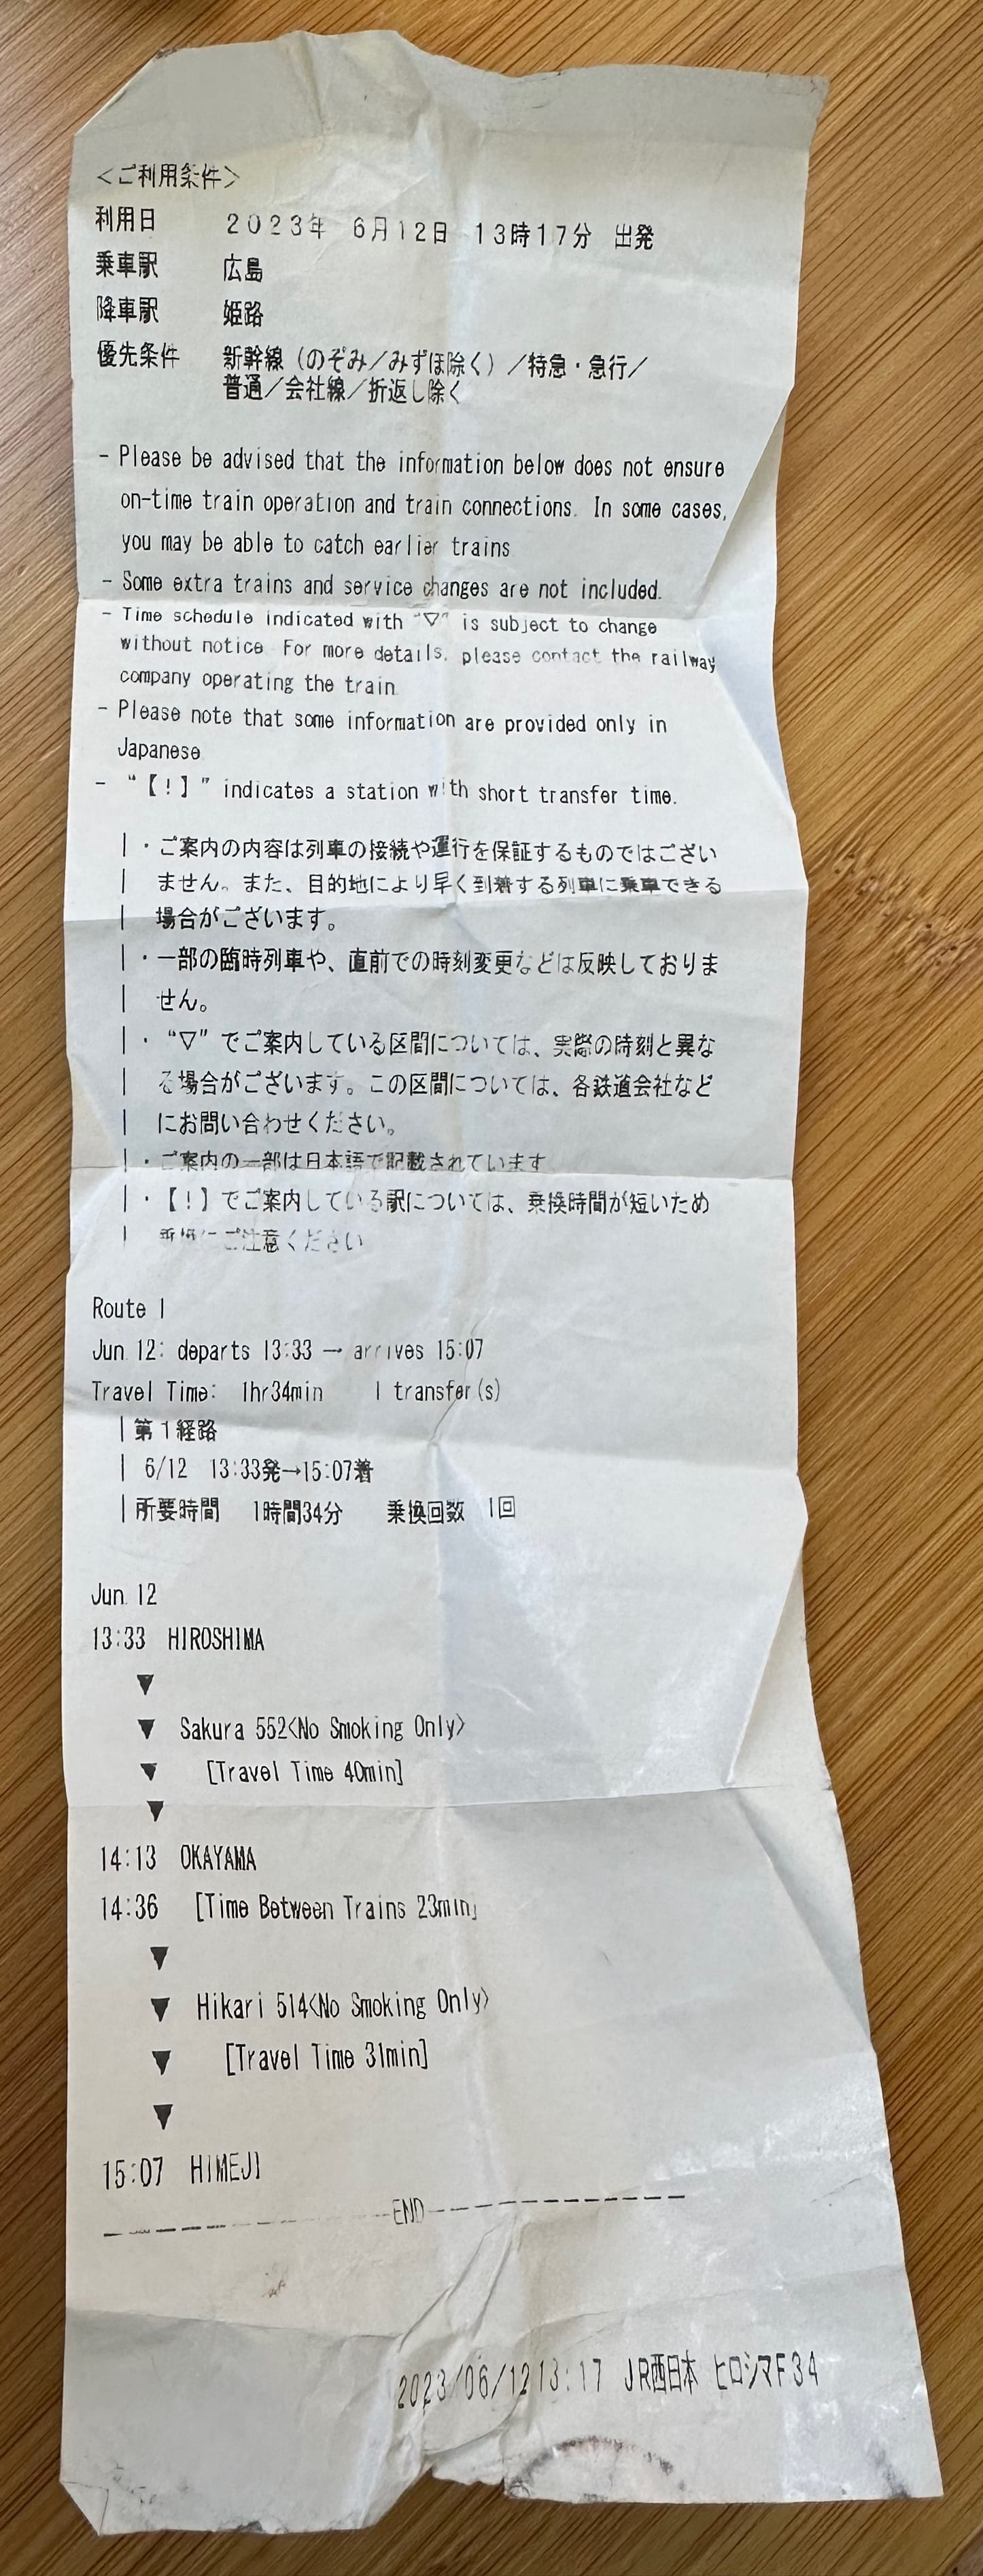 ＜ご利用条件＞
利用日　2023年　6月12日　13時17分　出発
乗車駅　広島
降車駅　姫路
優先条件　新幹線（のぞみ／みずほ除く）／特急・急行／
普通／会社線／折返し除く
- Please be advised that the information below does not ensure
on-time train operation and train connections. In some cases,
you may be able to catch earlier trains
- Some extra trains and service changes are not included.
- Time schedule indicated with “▽” is subject to change
without notice. For more details, please contact the railway
company operating the train.
- Please note that some information are provided only in
Japanese
- “【!】” indicates a station with short transfer time.
|・ご案内の内容は列車の接続や運行を保証するものではござい
|　ません。また、目的地により早く到着する列車に乗車できる
|　場合がございます。
|・一部の臨時列車や、直前での時刻変更などは反映しておりま
|　せん。
|・“▽”でご案内している区間については、実際の時刻と異な
|　る場合がございます。この区間については、各鉄道会社など
|　にお問い合わせください。
|・ご案内の一部は日本語で記載されています
|・【!】でご案内している駅については、乗換時間が短いため
|　ご注意ください
Route 1
Jun.12: departs 13:33 → arrives 15:07
Travel Time:　1hr34min　1 transfer(s)
|第1経路
|　6/12　13:33発→15:07着
|所要時間　1時間34分　乗換回数　1回
Jun.12
13:33　HIROSHIMA
▼
▼　Sakura 552<No Smoking Only>
▼　[Travel Time 40min]
▼
14:13　OKAYAMA
14:36　[Time Between Trains 23min]
▼
▼　Hikari 514<No Smoking Only>
▼　[Travel Time 31min]
▼
15:07　HIMEJI
----------------END----------------
2023/06/12 13:17　JR西日本　ヒロシマF34